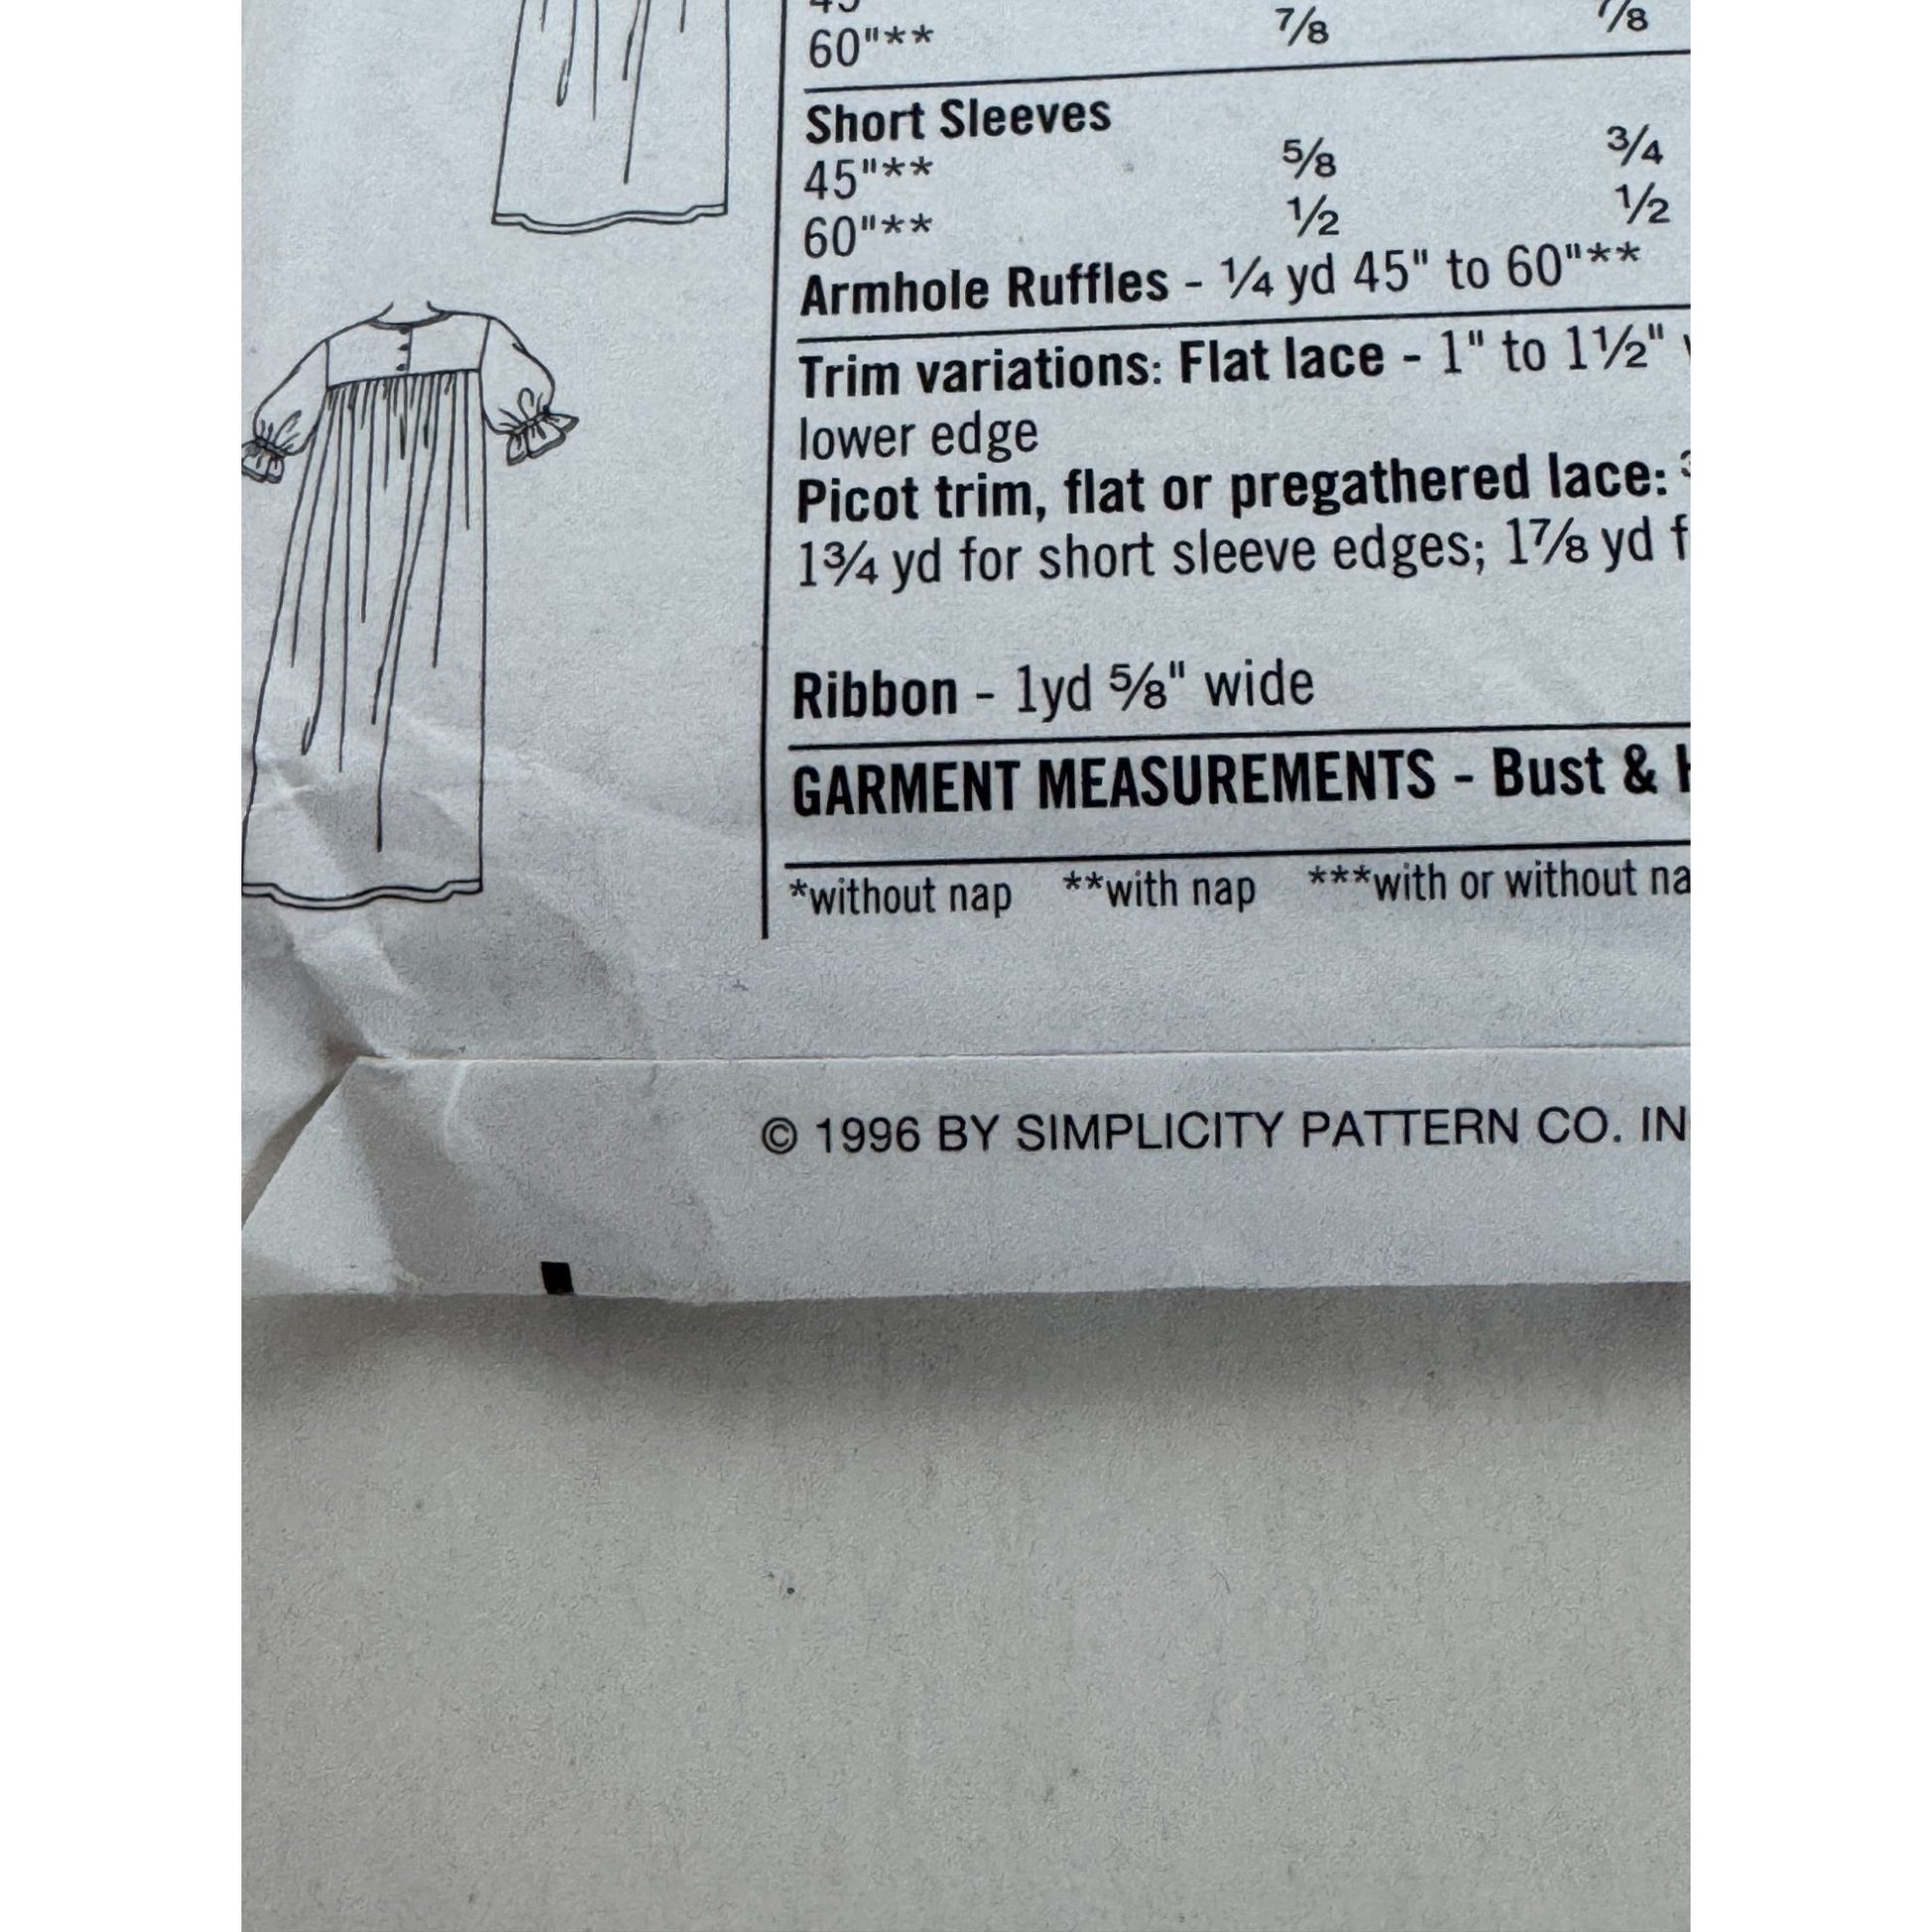 60"** 7/8 7/8
Short Sleeves
45"** 5/8 3/4
60"** 1/2 1/2
Armhole Ruffles - 1/4 yd 45" to 60"**
Trim variations: Flat lace - 1" to 1 1/2"
lower edge
Picot trim, flat or pregathered lace:
1 3/4 yd for short sleeve edges; 1 7/8 yd
Ribbon - 1yd 5/8" wide
GARMENT MEASUREMENTS - Bust &
*without nap **with nap ***with or without
© 1996 BY SIMPLICITY PATTERN CO.